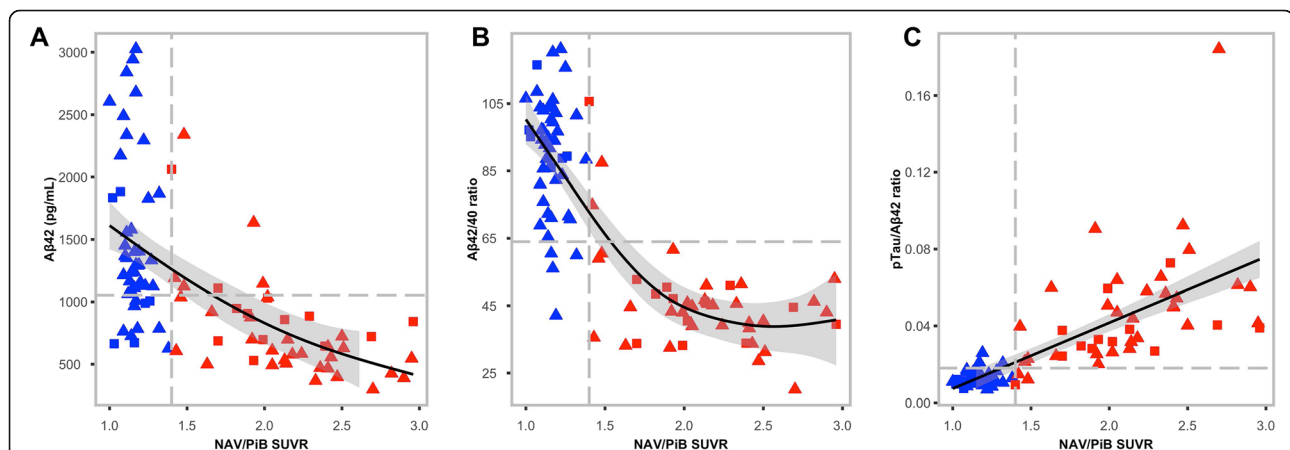 A
Aβ42 (pg/mL)
3000
2500
2000
1500
1000
500
1.0 1.5 2.0 2.5 3.0
NAV/PiB SUVR
B
Aβ42/40 ratio
105
85
65
45
25
1.0 1.5 2.0 2.5 3.0
NAV/PiB SUVR
C
pTau/Aβ42 ratio
0.16
0.12
0.08
0.04
0.00
1.0 1.5 2.0 2.5 3.0
NAV/PiB SUVR